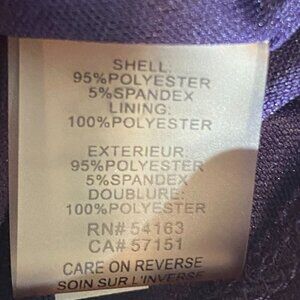 SHELL:
95%POLYESTER
5%SPANDEX
LINING:
100%POLYESTER
EXTERIEUR:
95%POLYESTER
5%SPANDEX
DOUBLURE:
100%POLYESTER
RN# 54163
CA# 57151
CARE ON REVERSE
SOIN SUR L'INVERSE